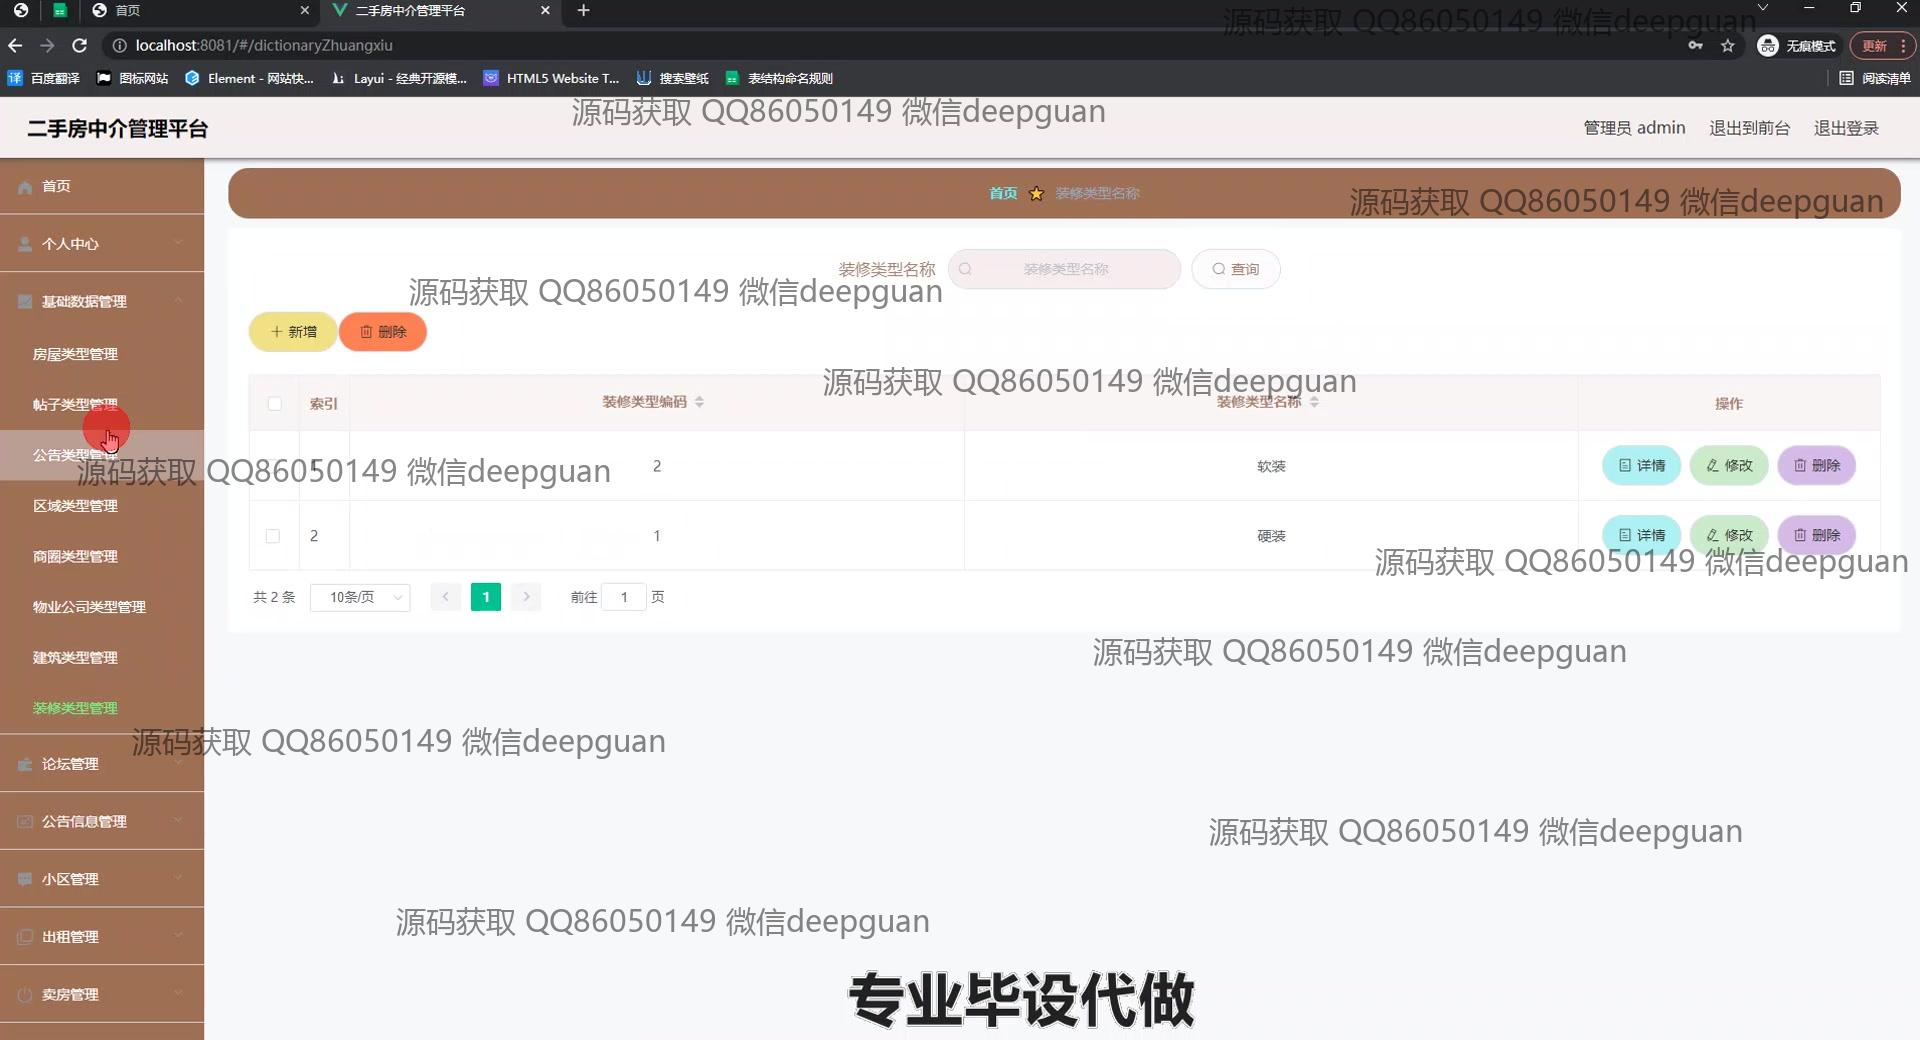 首页
二手房中介管理平台
localhost:8081/#/dictionaryZhuangxiu
无痕模式
更新
百度翻译
图标网站
Element - 网站快...
Layui - 经典开源模...
HTML5 Website T...
搜索壁纸
表结构命名规则
阅读清单
源码获取 QQ86050149 微信deepguan
源码获取 QQ86050149 微信deepguan
二手房中介管理平台
管理员 admin
退出到前台
退出登录
首页
个人中心
基础数据管理
房屋类型管理
帖子类型管理
公告类型管理
区域类型管理
商圈类型管理
物业公司类型管理
建筑类型管理
装修类型管理
论坛管理
公告信息管理
小区管理
出租管理
卖房管理
首页 装修类型名称
源码获取 QQ86050149 微信deepguan
装修类型名称
装修类型名称
查询
源码获取 QQ86050149 微信deepguan
新增
删除
源码获取 QQ86050149 微信deepguan
索引 装修类型编码 装修类型名称 操作
1 2 软装 详情 修改 删除
源码获取 QQ86050149 微信deepguan
2 1 硬装 详情 修改 删除
源码获取 QQ86050149 微信deepguan
共 2 条 10条/页 1 前往 1 页
源码获取 QQ86050149 微信deepguan
源码获取 QQ86050149 微信deepguan
源码获取 QQ86050149 微信deepguan
源码获取 QQ86050149 微信deepguan
专业毕设代做